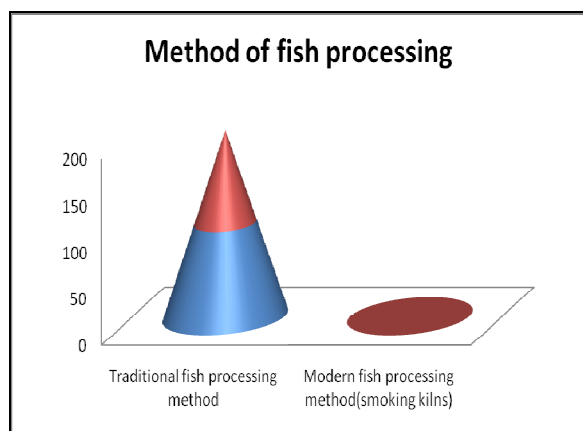 Method of fish processing
200
150
100
50
0
Traditional fish processing
method
Modern fish processing
method(smoking kilns)